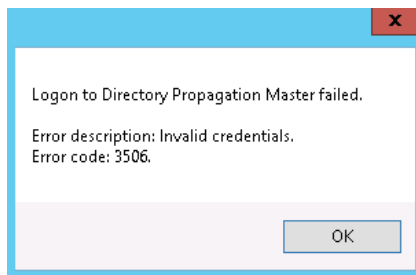 x
Logon to Directory Propagation Master failed.
Error description: Invalid credentials.
Error code: 3506.
OK